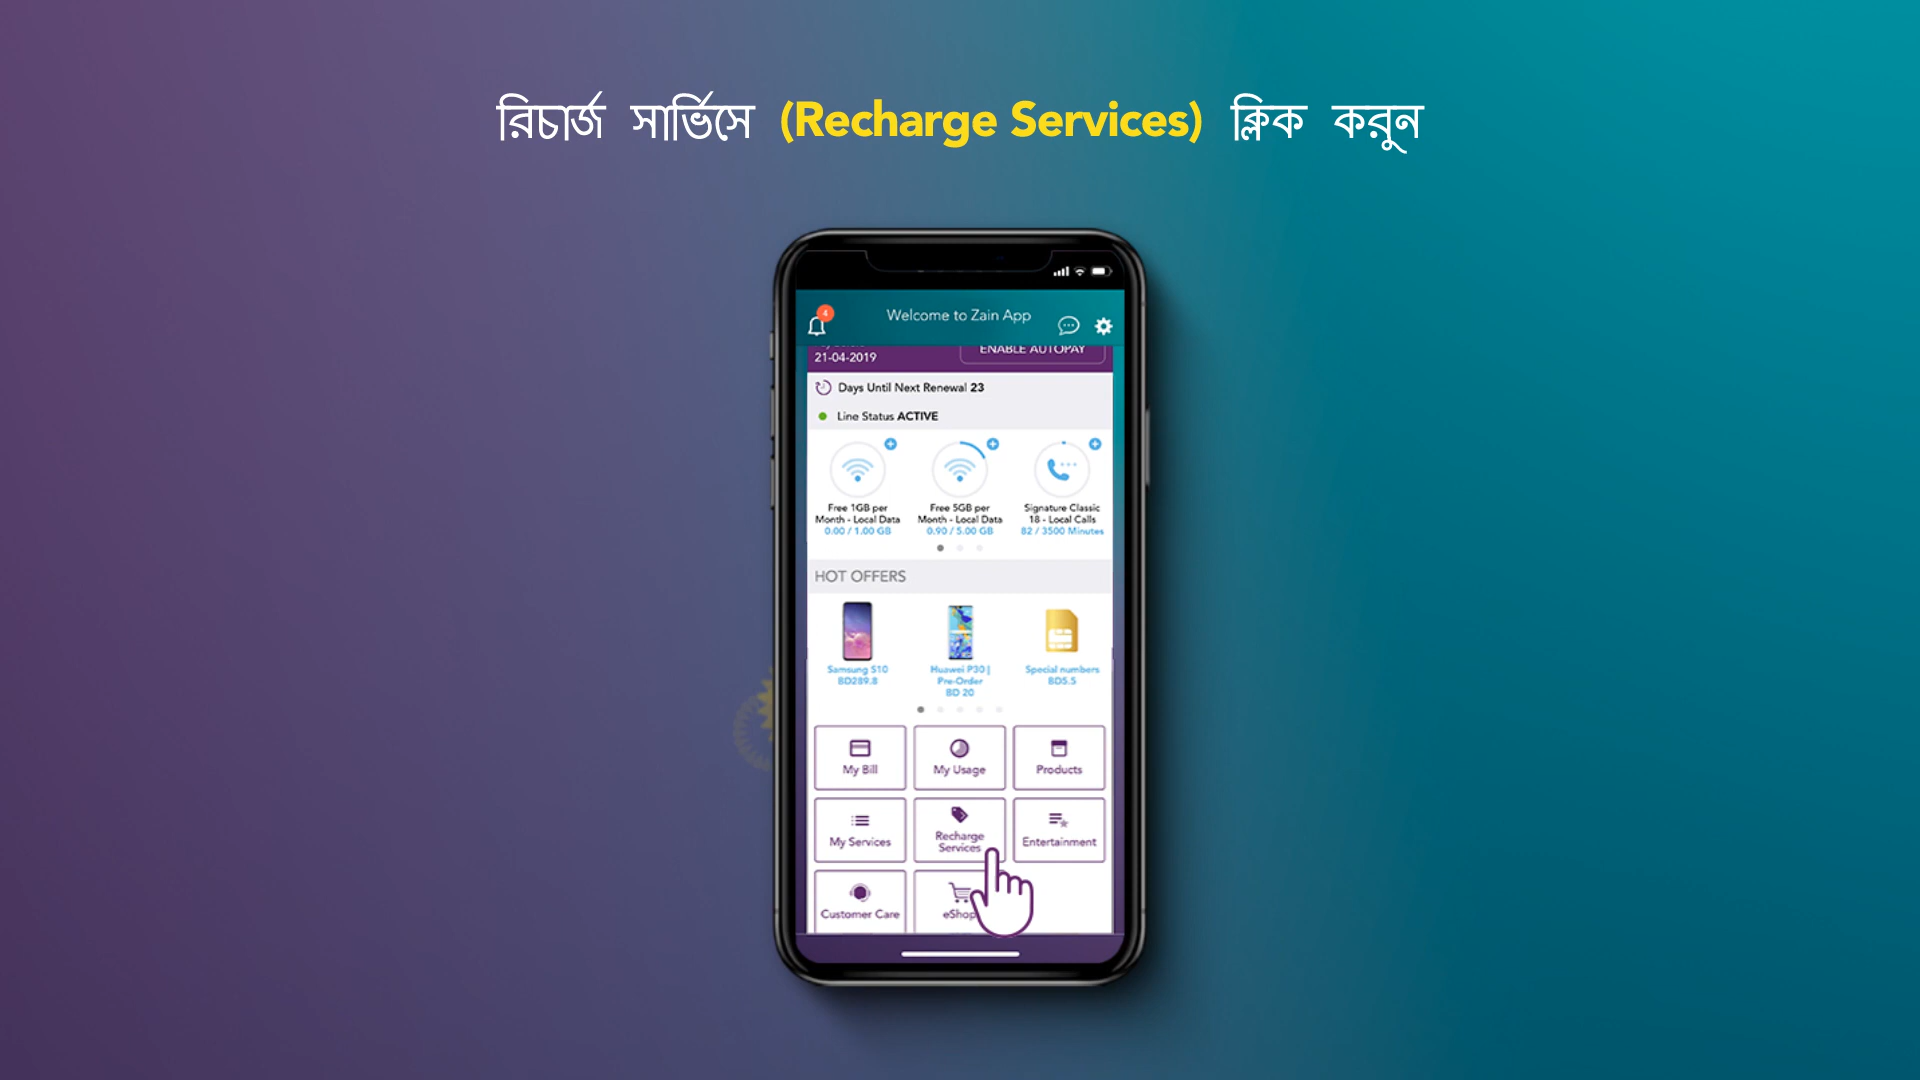 রিচার্জ সার্ভিসে (Recharge Services) ক্লিক করুন
4
Welcome to Zain App
21-04-2019
ENABLE AUTOPAY
Days Until Next Renewal 23
Line Status ACTIVE
Free 1GB per
Month - Local Data
0.00 / 1.00 GB
Free 5GB per
Month - Local Data
0.90 / 5.00 GB
Signature Classic
18 - Local Calls
82 / 3500 Minutes
HOT OFFERS
Samsung S10
BD289.8
Huawei P30 |
Pre-Order
BD 20
Special numbers
BD5.5
My Bill
My Usage
Products
My Services
Recharge
Services
Entertainment
Customer Care
eShop